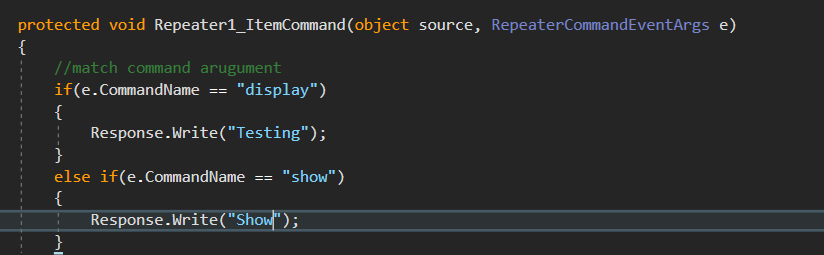 protected void Repeater1_ItemCommand(object source, RepeaterCommandEventArgs e)
{
//match command arugument
if(e.CommandName == "display")
{
Response.Write("Testing");
}
else if(e.CommandName == "show")
{
Response.Write("Show");
}